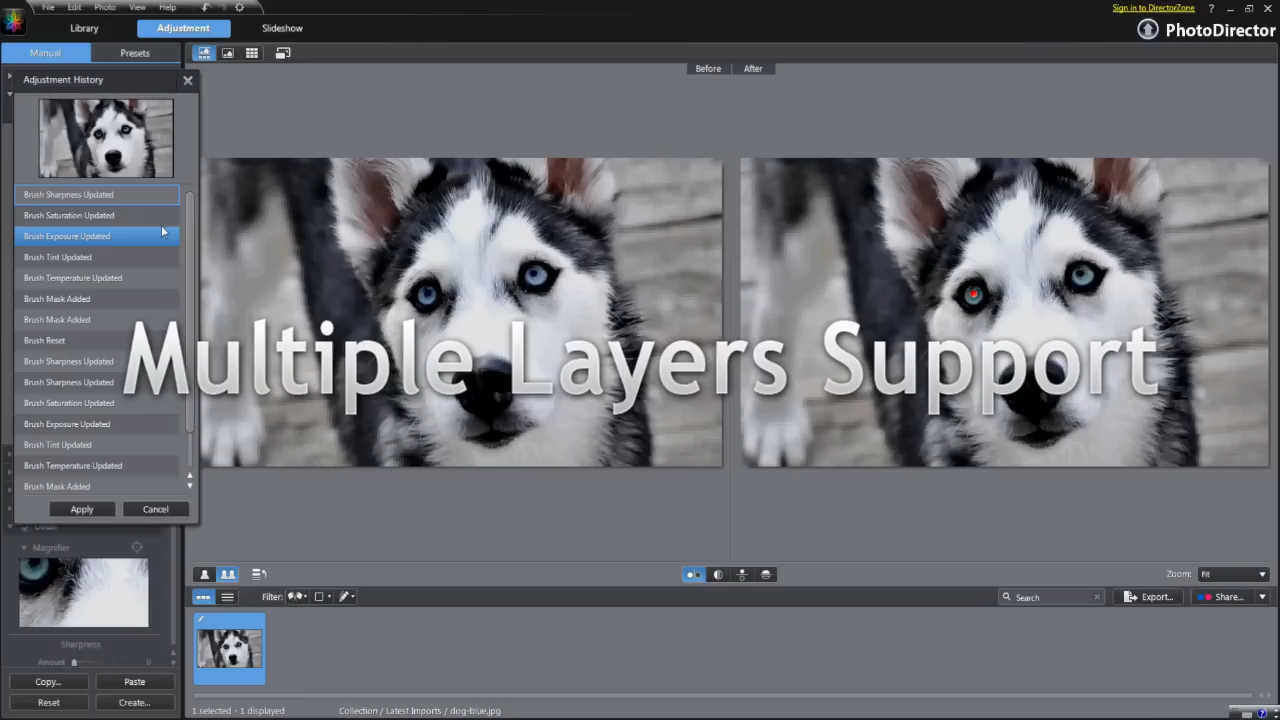 File Edit Photo View Help
Sign in to DirectorZone
?
Library Adjustment Slideshow
PhotoDirector
Manual Presets
Before After
Adjustment History
Brush Sharpness Updated
Brush Saturation Updated
Brush Exposure Updated
Brush Tint Updated
Brush Temperature Updated
Brush Mask Added
Brush Mask Added
Brush Reset
Brush Sharpness Updated
Brush Sharpness Updated
Brush Saturation Updated
Brush Exposure Updated
Brush Tint Updated
Brush Temperature Updated
Brush Mask Added
Multiple Layers Support
Apply Cancel
Detail
Magnifier
Zoom: Fit
Filter:
Search
Export... Share...
Sharpness
Amount 0
Copy... Paste
Reset Create...
1 selected - 1 displayed Collection / Latest Imports / dog-blue.jpg
?